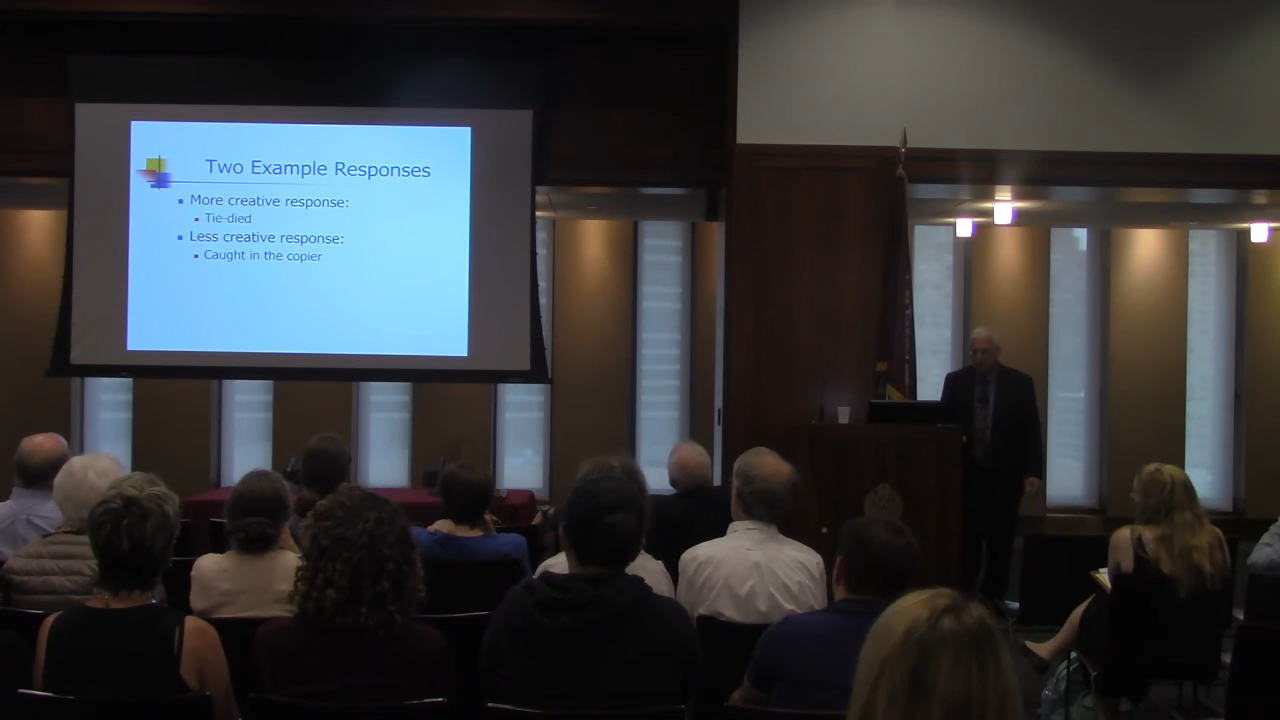 Two Example Responses
More creative response:
Tie-died
Less creative response:
Caught in the copier